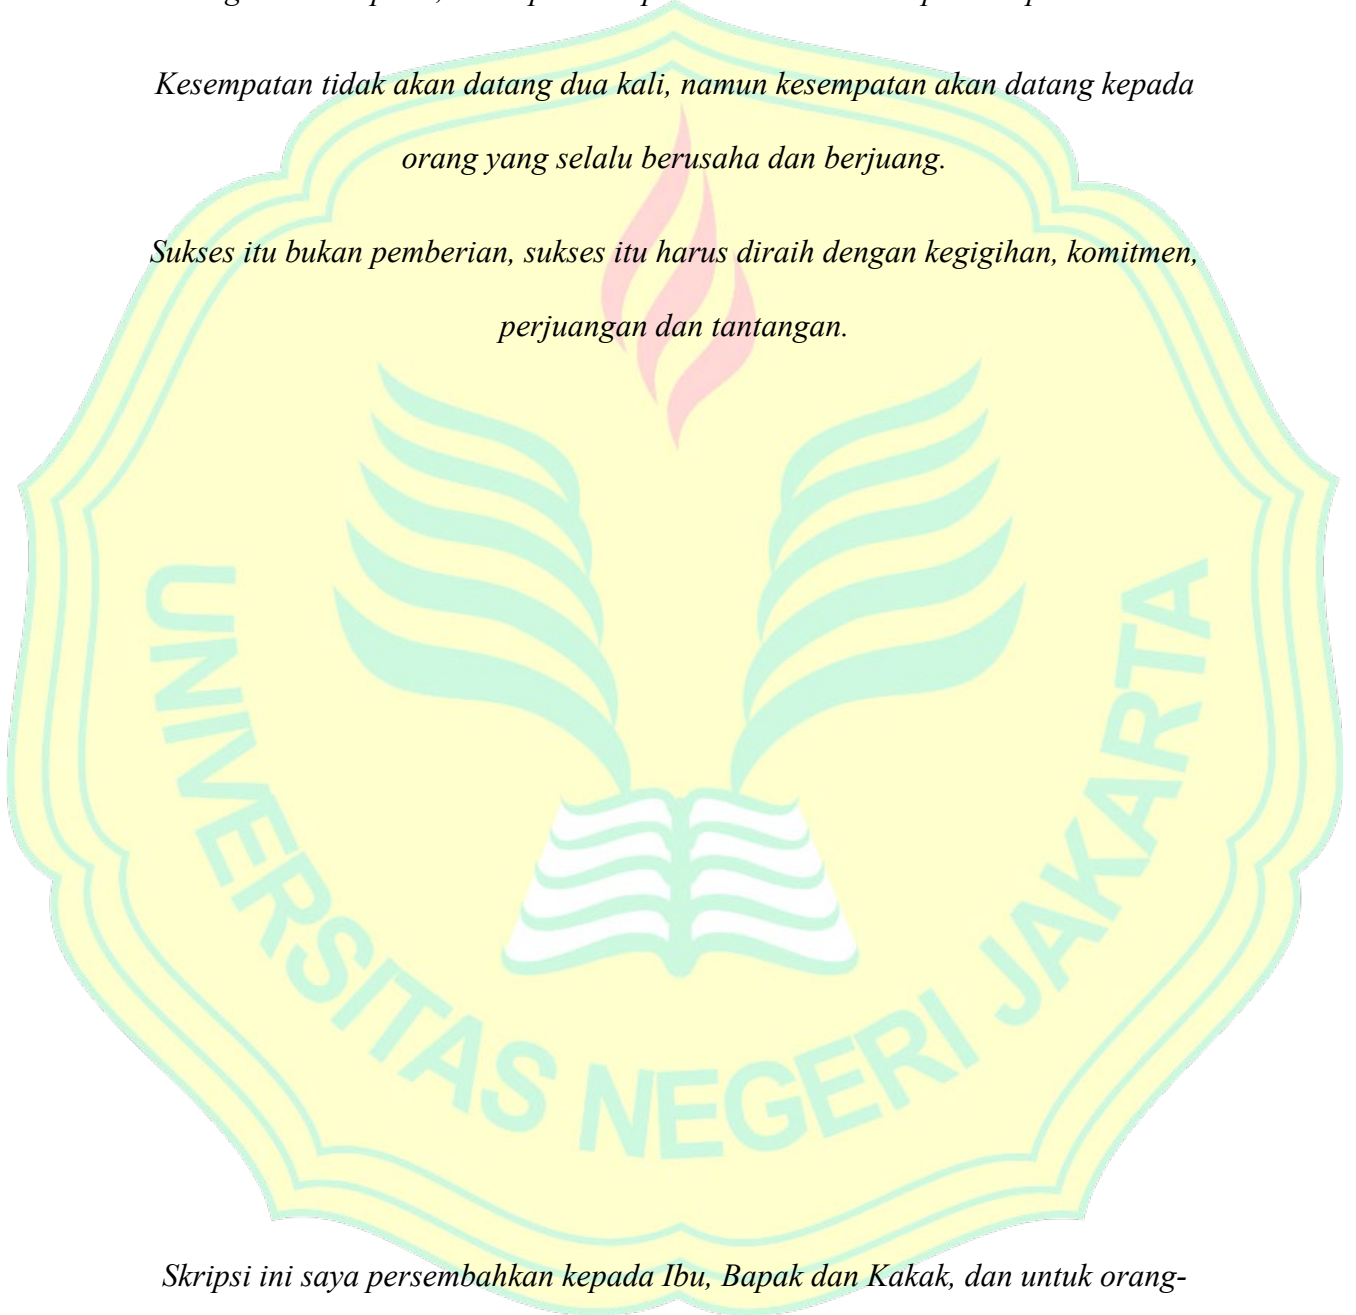 Kesempatan tidak akan datang dua kali, namun kesempatan akan datang kepada
orang yang selalu berusaha dan berjuang.
Sukses itu bukan pemberian, sukses itu harus diraih dengan kegigihan, komitmen,
perjuangan dan tantangan.
UNIVERSITAS NEGERI JAKARTA
Skripsi ini saya persembahkan kepada Ibu, Bapak dan Kakak, dan untuk orang-